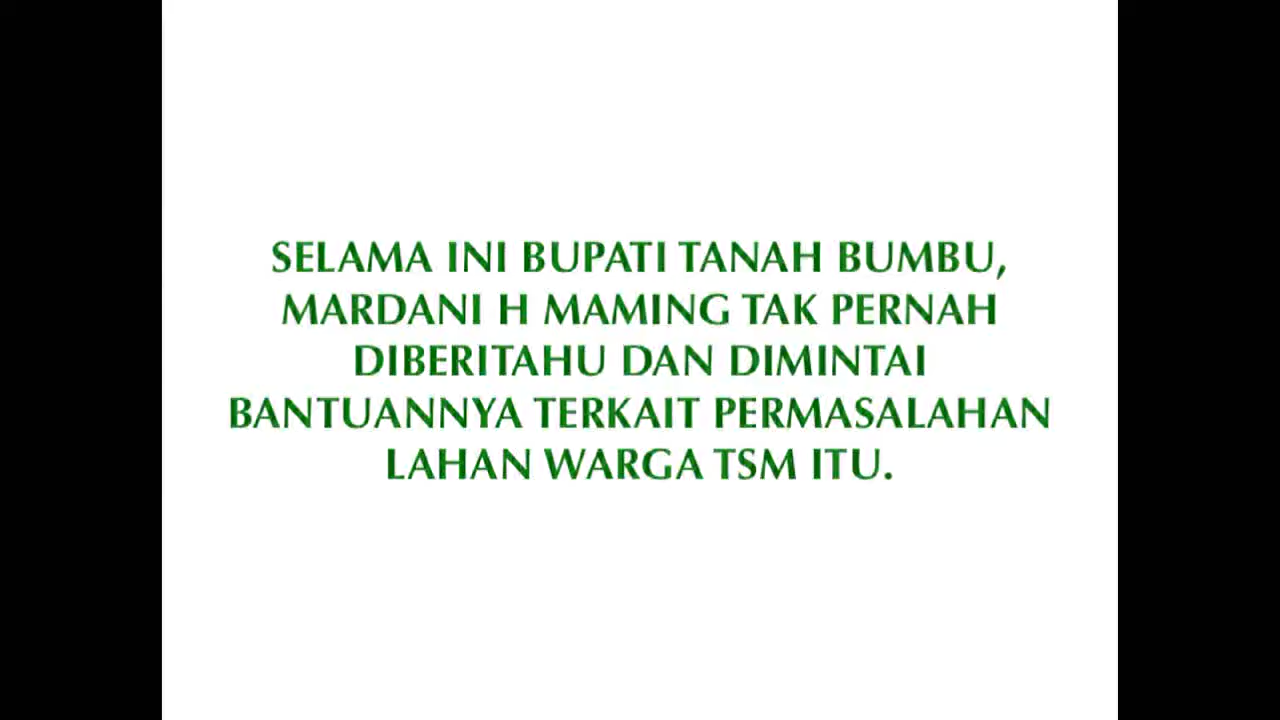 SELAMA INI BUPATI TANAH BUMBU,
MARDANI H MAMING TAK PERNAH
DIBERITAHU DAN DIMINTAI
BANTUANNYA TERKAIT PERMASALAHAN
LAHAN WARGA TSM ITU.